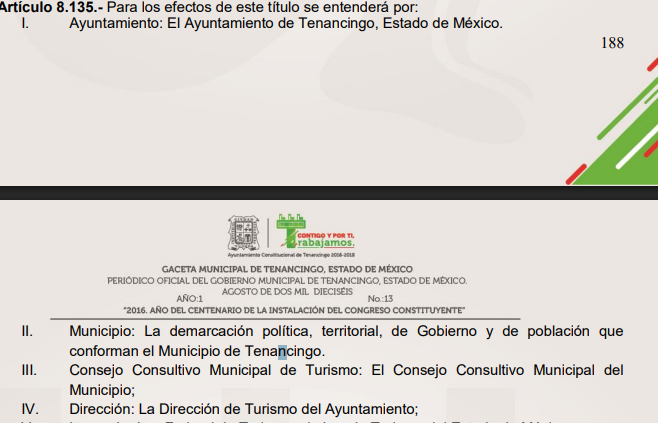 Artículo 8.135.- Para los efectos de este título se entenderá por:
I. Ayuntamiento: El Ayuntamiento de Tenancingo, Estado de México.
188
CONTIGO Y POR TI,
Trabajamos.
Ayuntamiento Constitucional de Tenancingo 2016-2018
GACETA MUNICIPAL DE TENANCINGO, ESTADO DE MÉXICO
PERIÓDICO OFICIAL DEL GOBIERNO MUNICIPAL DE TENANCINGO, ESTADO DE MÉXICO.
AGOSTO DE DOS MIL DIECISÉIS
AÑO:1 No.:13
"2016. AÑO DEL CENTENARIO DE LA INSTALACIÓN DEL CONGRESO CONSTITUYENTE"
II. Municipio: La demarcación política, territorial, de Gobierno y de población que
conforman el Municipio de Tenancingo.
III. Consejo Consultivo Municipal de Turismo: El Consejo Consultivo Municipal del
Municipio;
IV. Dirección: La Dirección de Turismo del Ayuntamiento;